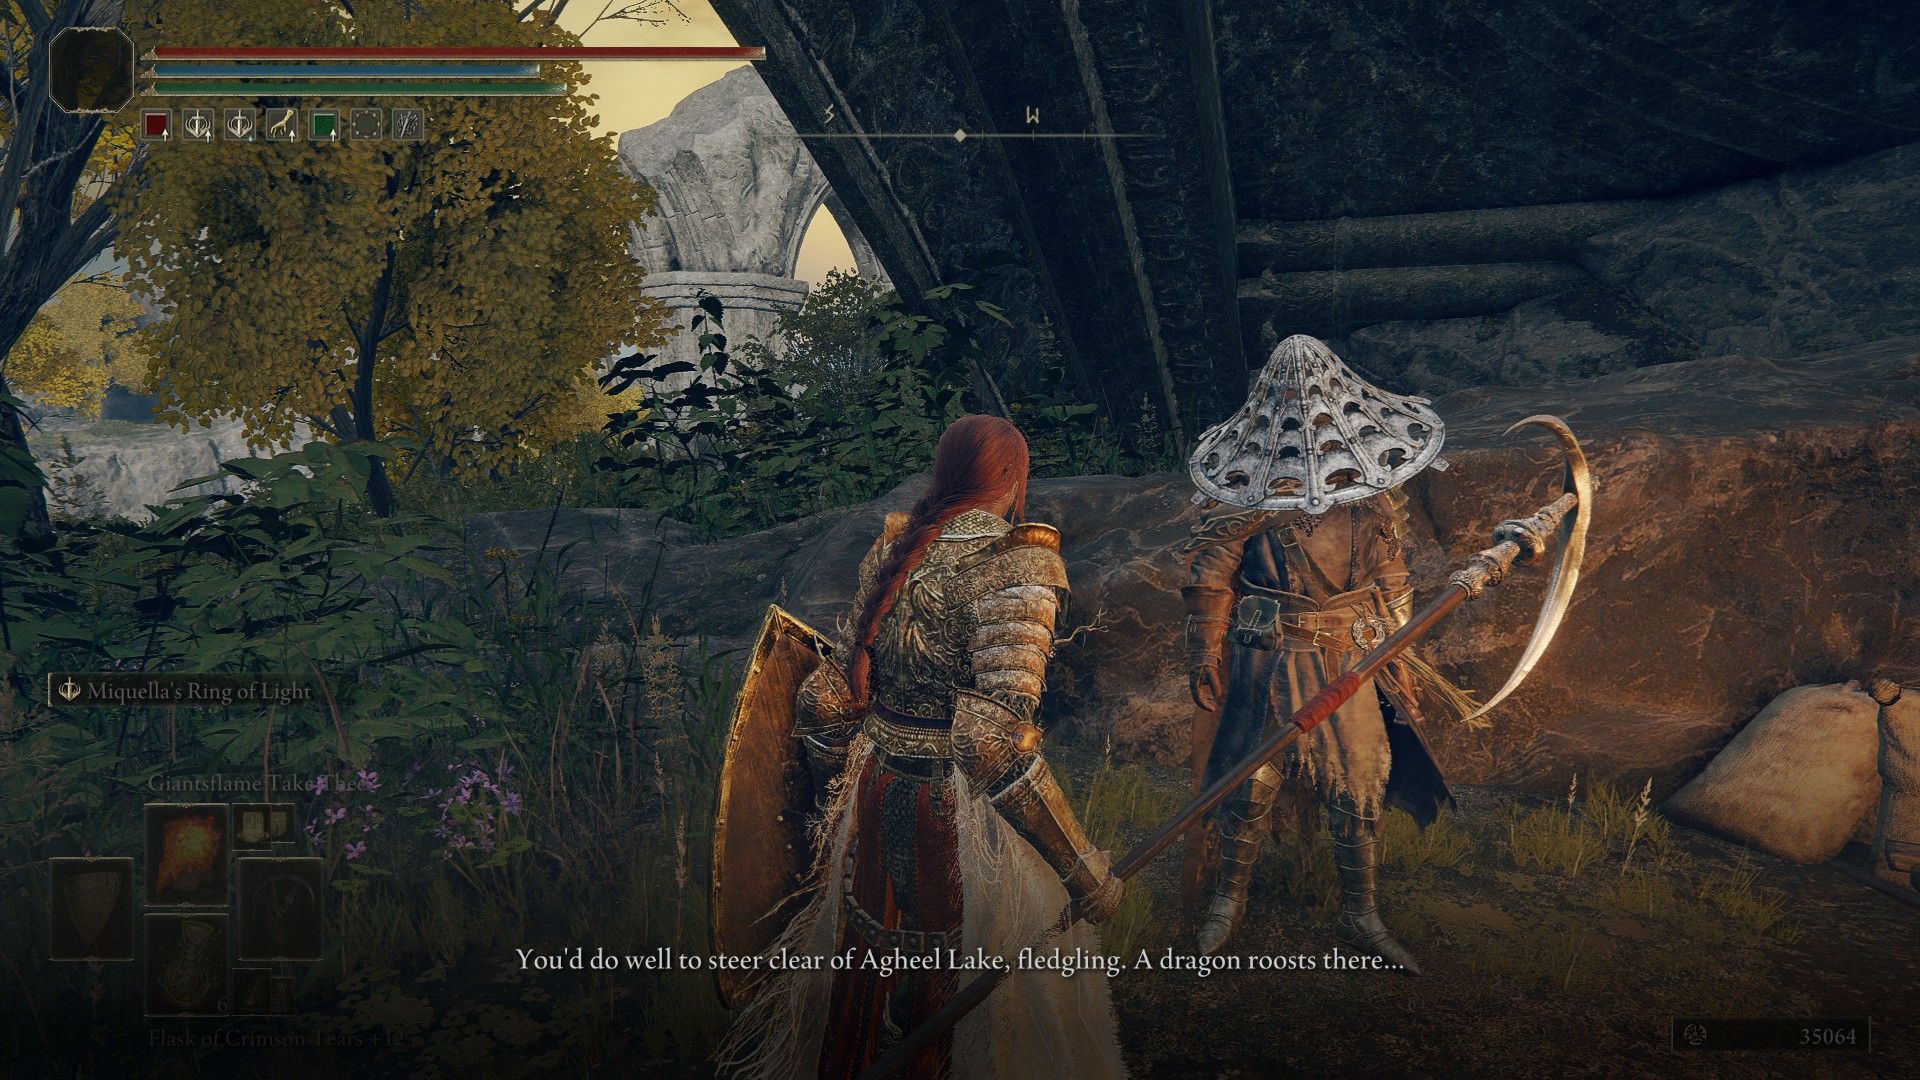 S W
Miquella's Ring of Light
Giantsflame Take Thee
6
You'd do well to steer clear of Agheel Lake, fledgling. A dragon roosts there...
Flask of Crimson Tears +12
35064